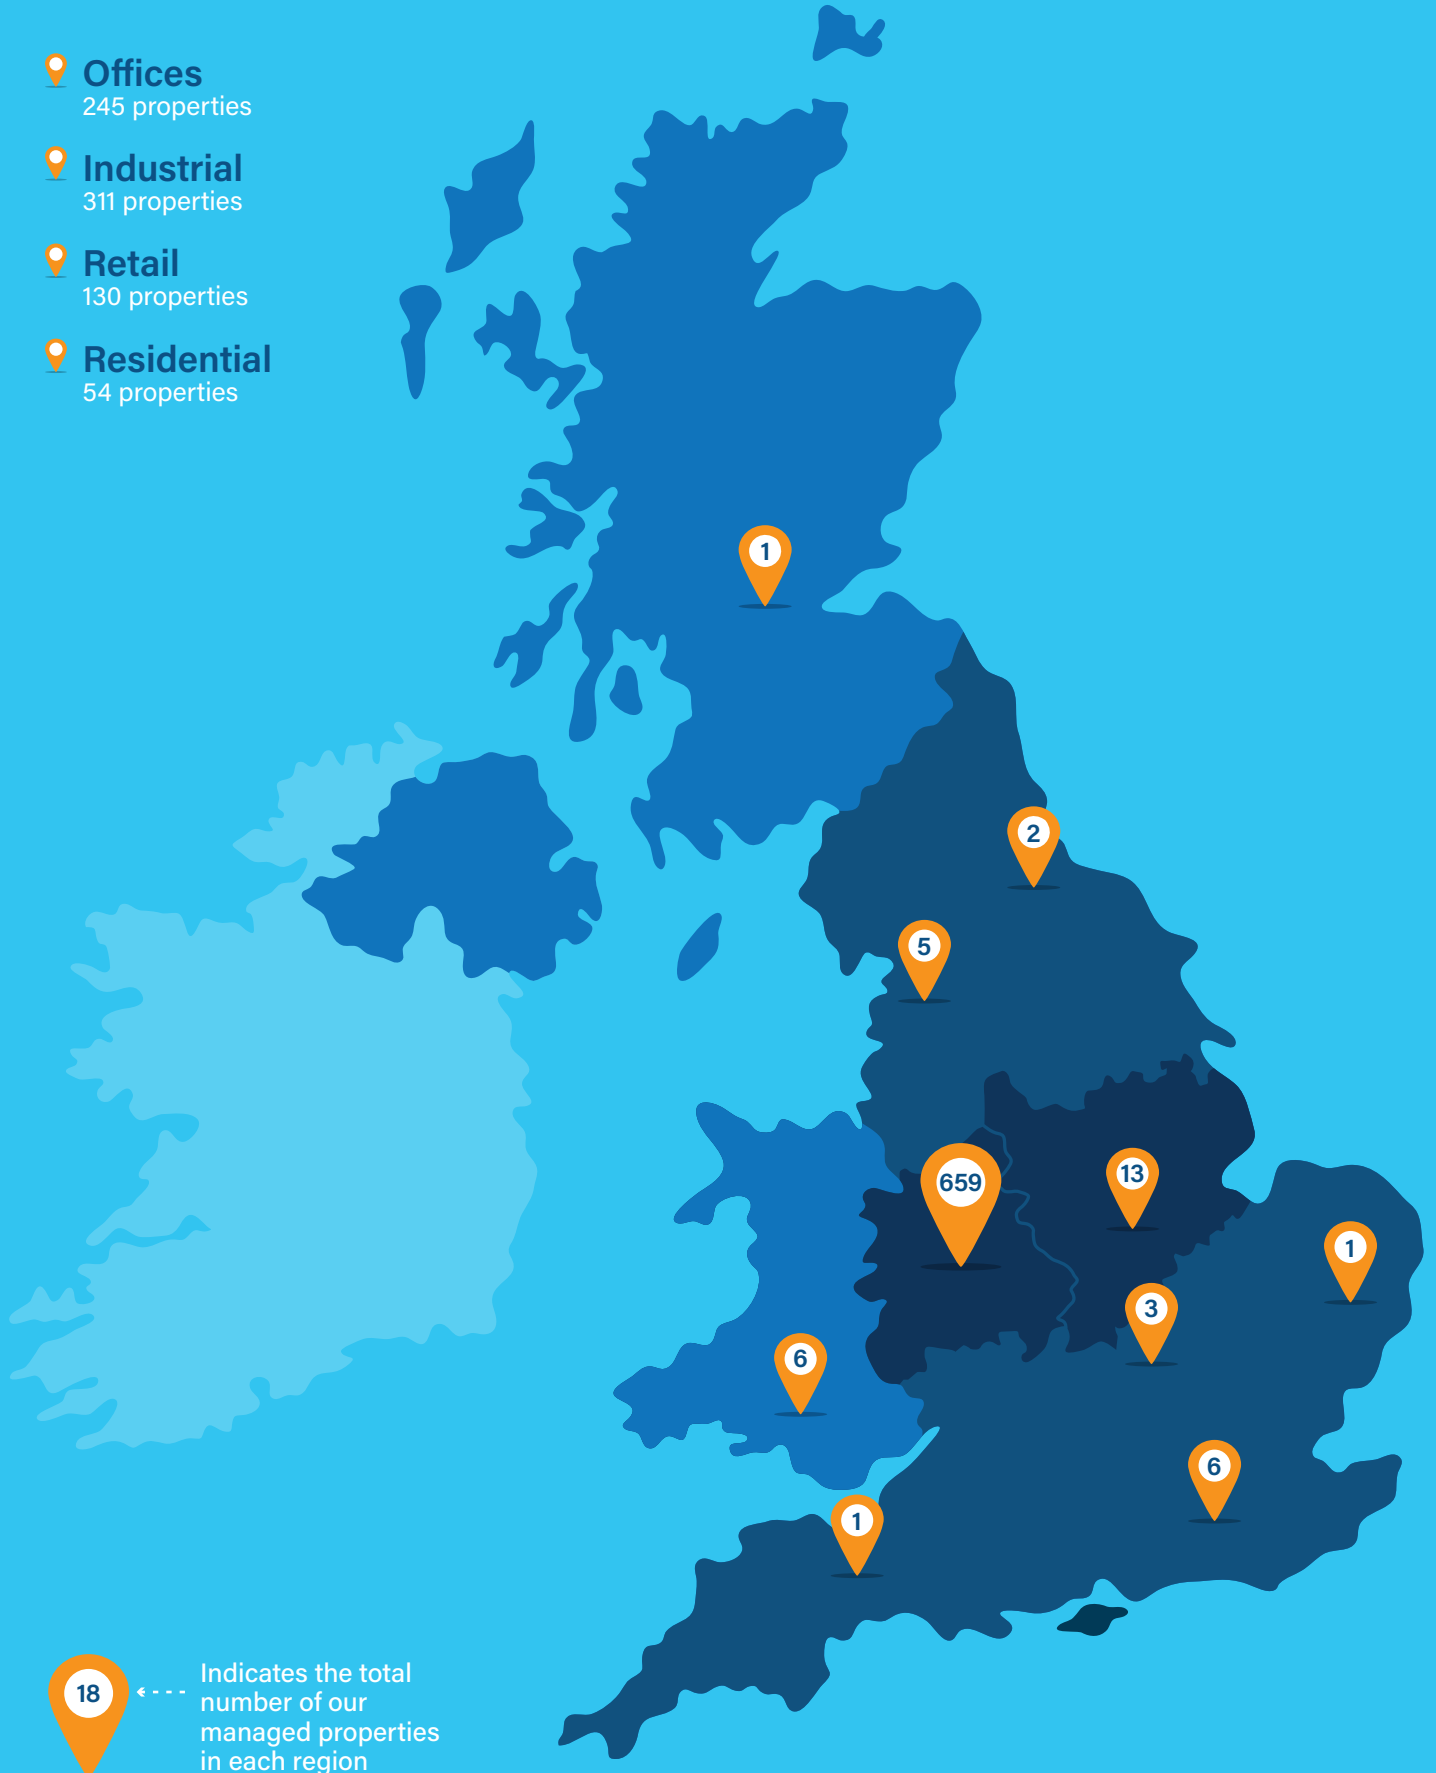 Offices
245 properties
Industrial
311 properties
Retail
130 properties
Residential
54 properties
1
2
5
659
13
1
3
6
6
1
18
Indicates the total
number of our
managed properties
in each region